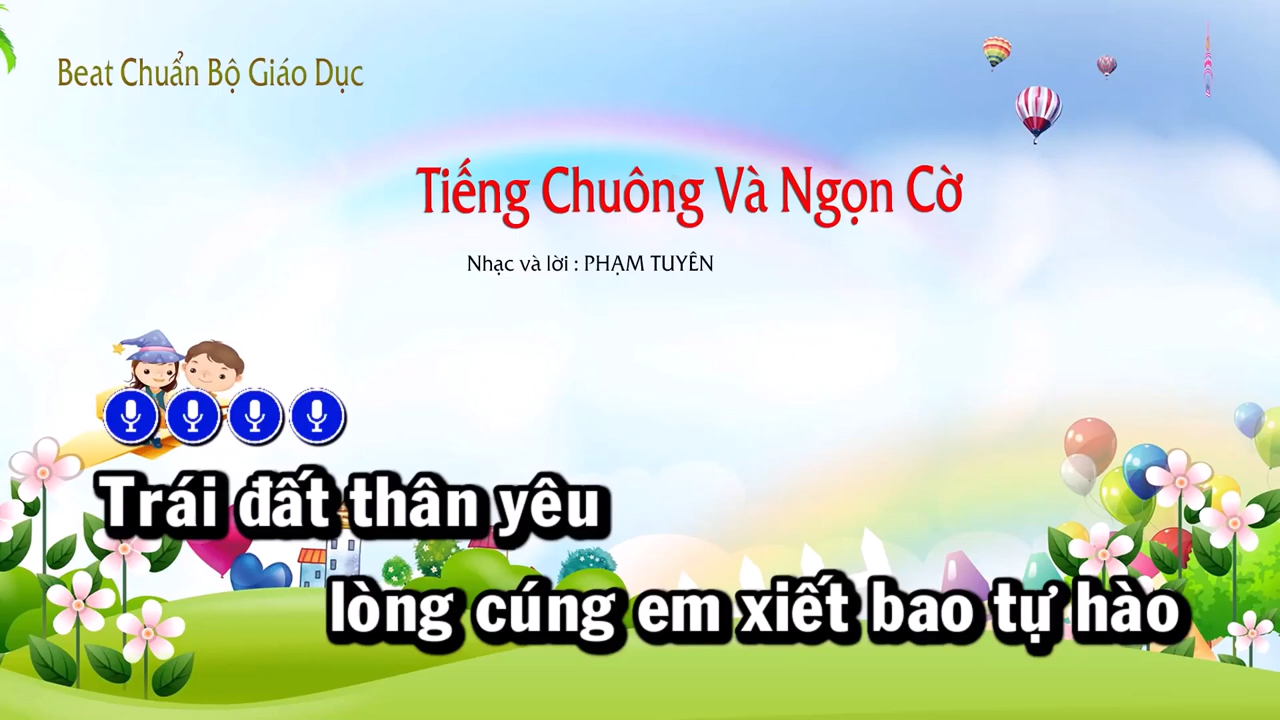 Beat Chuẩn Bộ Giáo Dục
Tiếng Chuông Và Ngọn Cờ
Nhạc và lời : PHẠM TUYÊN
Trái đất thân yêu
lòng cúng em xiết bao tự hào